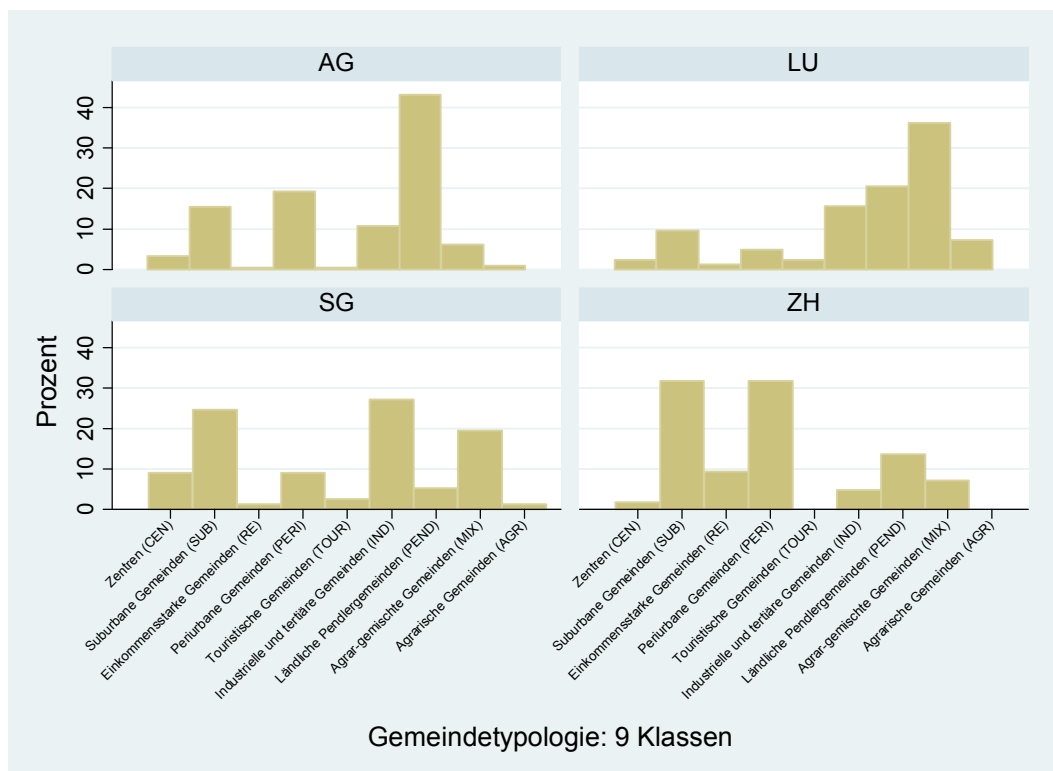 AG
LU
40
30
20
10
0
SG
ZH
Prozent
40
30
20
10
0
Zentren (CEN)
Suburbane Gemeinden (SUB)
Einkommensstarke Gemeinden (RE)
Periurbane Gemeinden (PERI)
Touristische Gemeinden (TOUR)
Industrielle und tertiäre Gemeinden (IND)
Ländliche Pendlergemeinden (PEND)
Agrar-gemischte Gemeinden (MIX)
Agrarische Gemeinden (AGR)
Zentren (CEN)
Suburbane Gemeinden (SUB)
Einkommensstarke Gemeinden (RE)
Periurbane Gemeinden (PERI)
Touristische Gemeinden (TOUR)
Industrielle und tertiäre Gemeinden (IND)
Ländliche Pendlergemeinden (PEND)
Agrar-gemischte Gemeinden (MIX)
Agrarische Gemeinden (AGR)
Gemeindetypologie: 9 Klassen